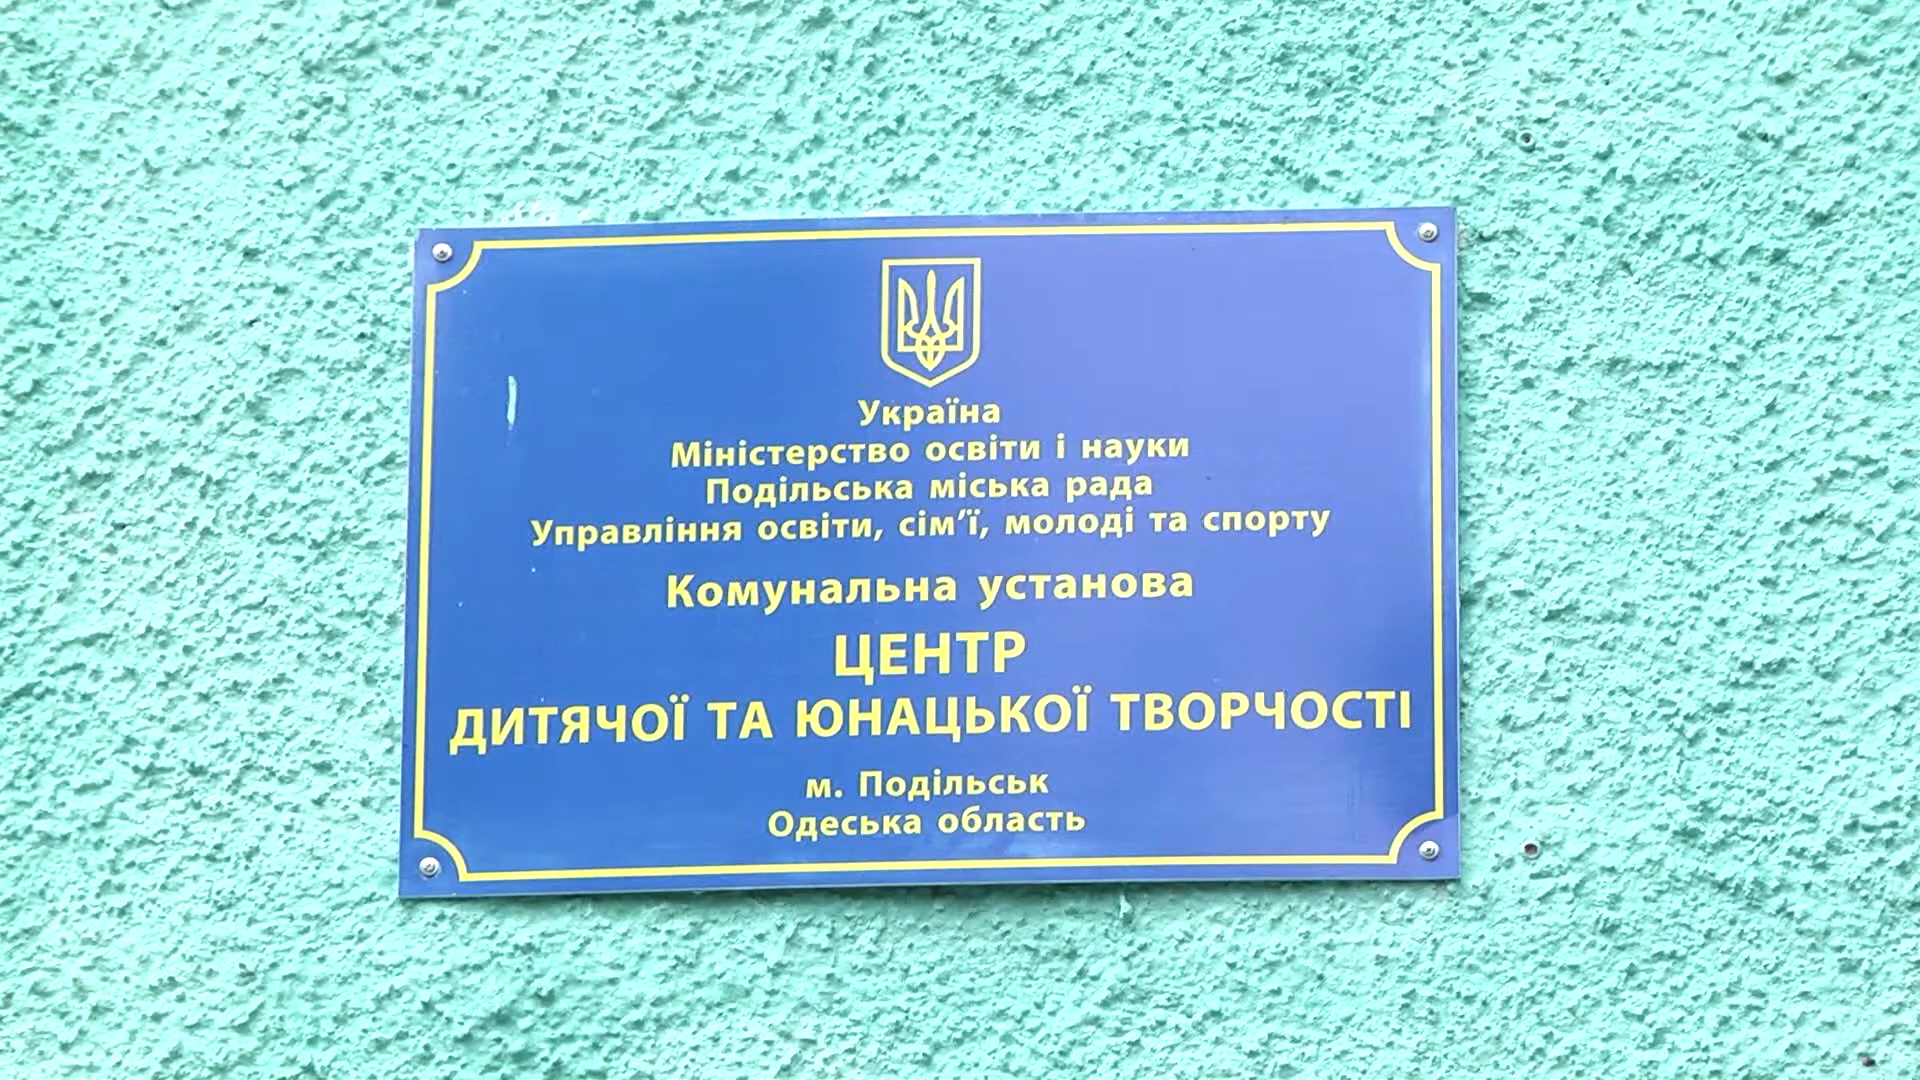 Україна
Міністерство освіти і науки
Подільська міська рада
Управління освіти, сім’ї, молоді та спорту
Комунальна установа
ЦЕНТР
ДИТЯЧОЇ ТА ЮНАЦЬКОЇ ТВОРЧОСТІ
м. Подільськ
Одеська область